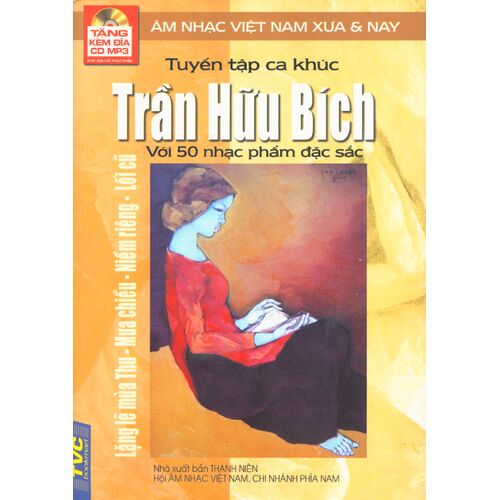 TẶNG
KÈM ĐĨA
CD MP3
ÂM NHẠC VIỆT NAM XƯA & NAY
Tuyển tập ca khúc
Trần Hữu Bích
Với 50 nhạc phẩm đặc sắc
Lặng lẽ mùa Thu - Mưa chiều - Niềm riêng - Lối cũ
TVC
bookmart
Nhà xuất bản THANH NIÊN
Hội ÂM NHẠC VIỆT NAM, CHI NHÁNH PHÍA NAM